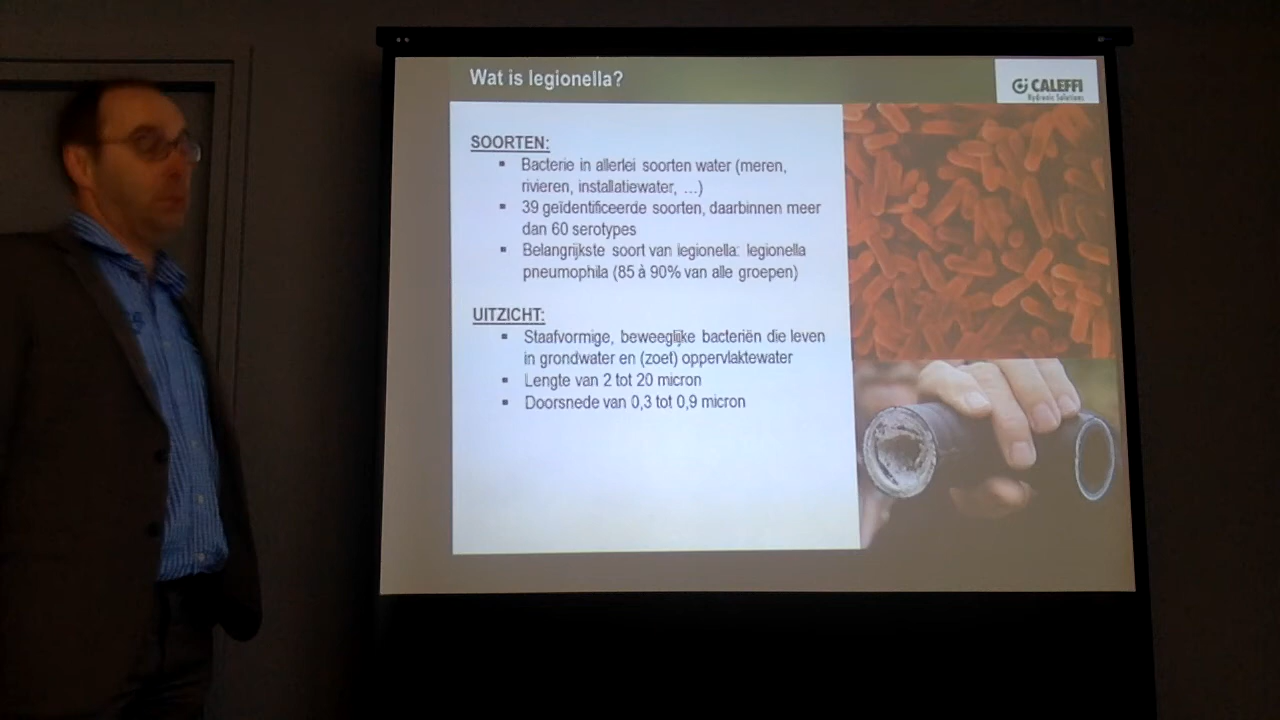 Wat is legionella?
CALEFFI
Hydronic Solutions
SOORTEN:
▪ Bacterie in allerlei soorten water (meren,
rivieren, installatiewater, …)
▪ 39 geïdentificeerde soorten, daarbinnen meer
dan 60 serotypes
▪ Belangrijkste soort van legionella: legionella
pneumophila (85 à 90% van alle groepen)
UITZICHT:
▪ Staafvormige, beweeglijke bacteriën die leven
in grondwater en (zoet) oppervlaktewater
▪ Lengte van 2 tot 20 micron
▪ Doorsnede van 0,3 tot 0,9 micron